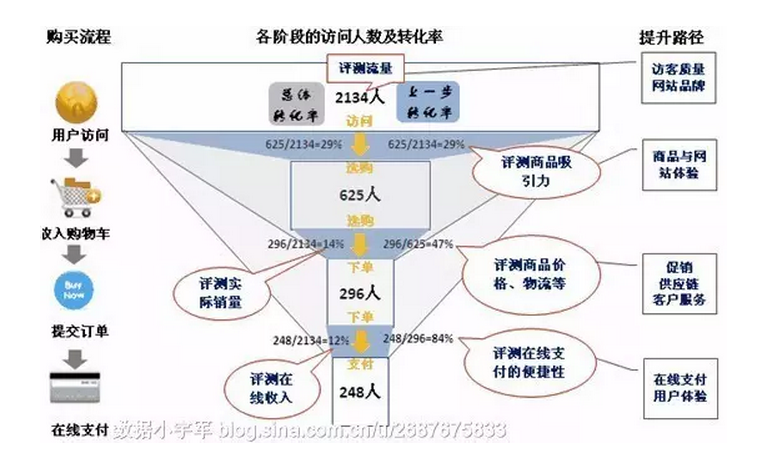 购买流程
各阶段的访问人数及转化率
提升路径
评测流量
访客质量
网站品牌
总体
转化率
2134人
上一步
转化率
访问
用户访问
625/2134=29%
625/2134=29%
选购
评测商品吸
引力
商品与网
站体验
625人
选购
放入购物车
296/2134=14%
296/625=47%
下单
评测商品价
格、物流等
促销
供应链
客户服务
评测实
际销量
Buy
Now
296人
下单
提交订单
248/2134=12%
248/296=84%
评测在线支
付的便捷性
支付
评测在
线收入
248人
在线支付
用户体验
在线支付
数据小宇军 blog.sina.com.cn/u/2687675833